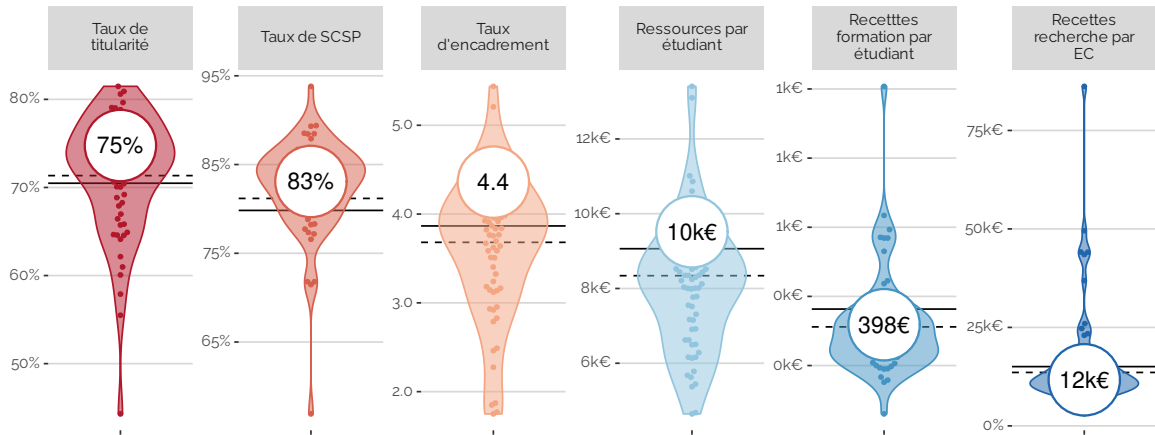 Taux de
titularité
80%
70%
60%
50%
75%
Taux de SCSP
95%
85%
75%
65%
83%
Taux
d'encadrement
5.0
4.0
3.0
2.0
4.4
Ressources par
étudiant
12k€
10k€
8k€
6k€
10k€
Recetttes
formation par
étudiant
1k€
1k€
1k€
0k€
0k€
398€
Recettes
recherche par
EC
75k€
50k€
25k€
0%
12k€